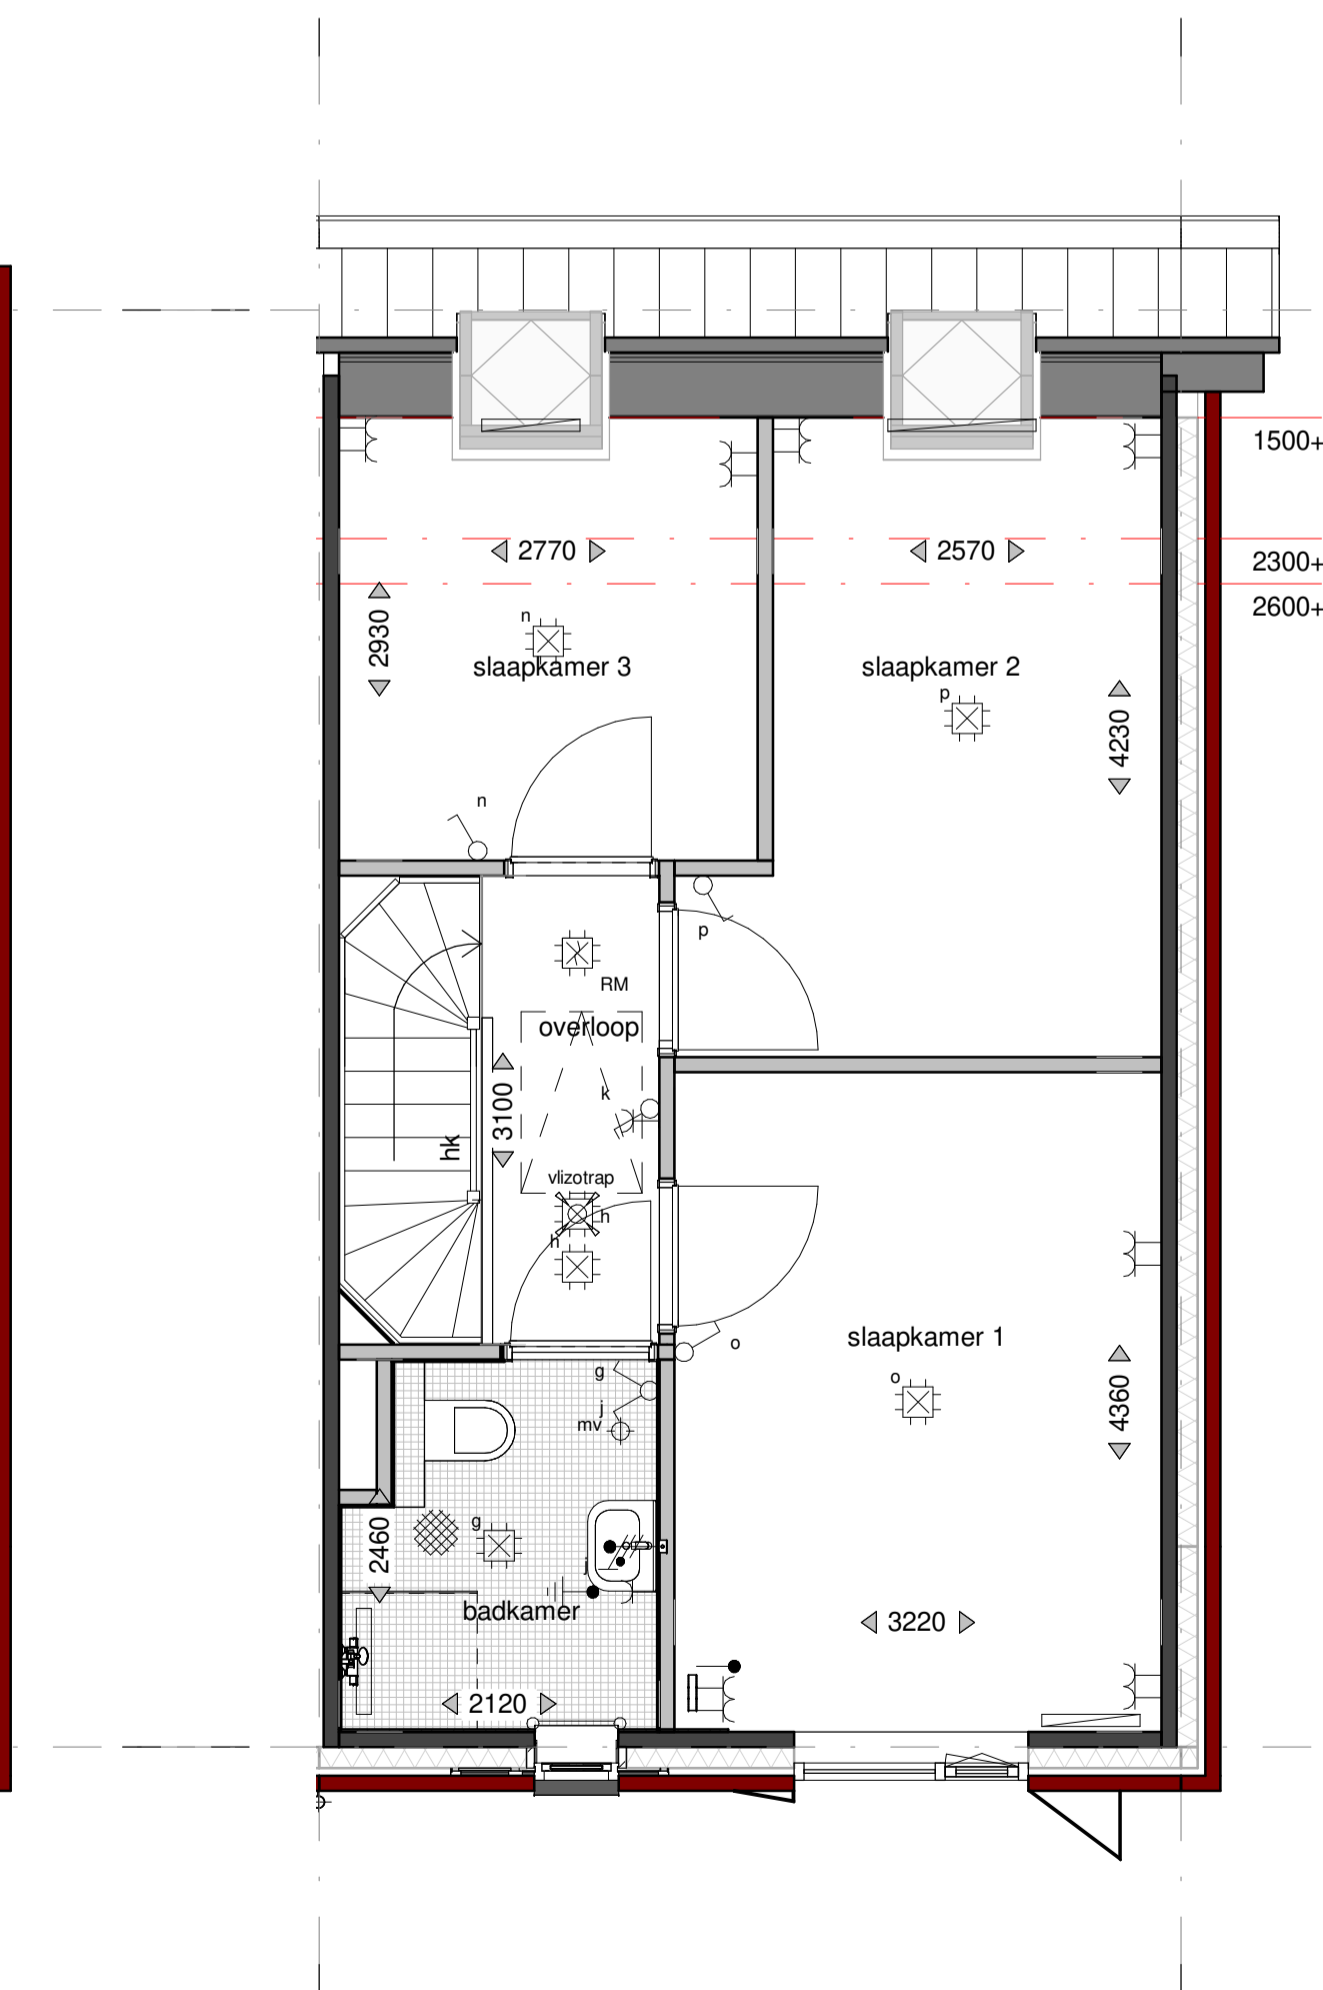 1500+
2770
2570
2300+
2600+
2930
n
slaapkamer 3
slaapkamer 2
p
4230
n
p
RM
overloop
k
3100
hk
vlizotrap
h
h
o
slaapkamer 1
o
g
j
mv
4360
g
2460
j
badkamer
3220
2120